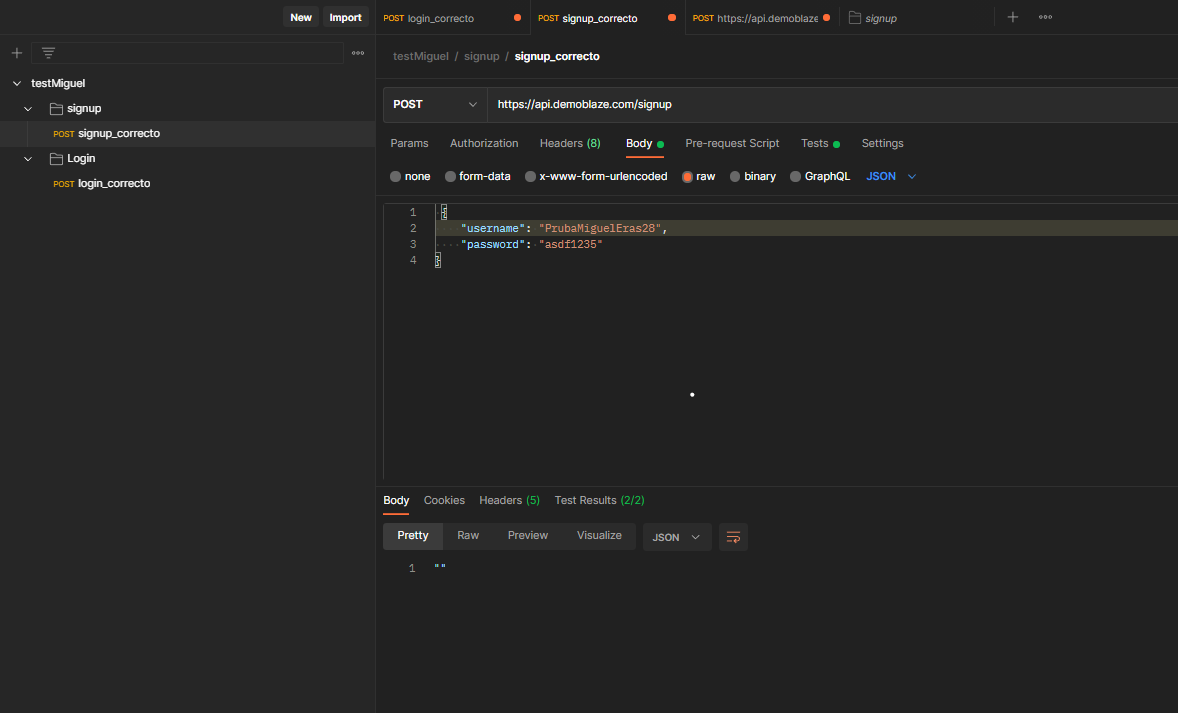 New Import
POST login_correcto
POST signup_correcto
POST https://api.demoblaze
signup
testMiguel
signup
POST signup_correcto
Login
POST login_correcto
testMiguel / signup / signup_correcto
POST https://api.demoblaze.com/signup
Params Authorization Headers (8) Body Pre-request Script Tests Settings
none form-data x-www-form-urlencoded raw binary GraphQL JSON
1 {
2 "username": "PrubaMiguelEras28",
3 "password": "asdf1235"
4 }
Body Cookies Headers (5) Test Results (2/2)
Pretty Raw Preview Visualize JSON
1 ""